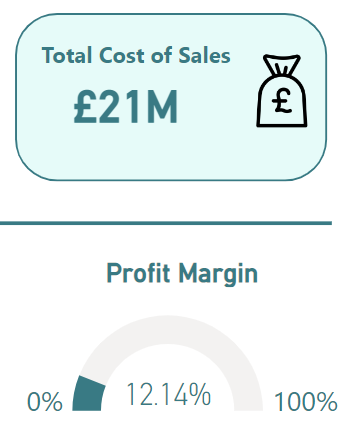 Total Cost of Sales
£21M
£
Profit Margin
0% 12.14% 100%